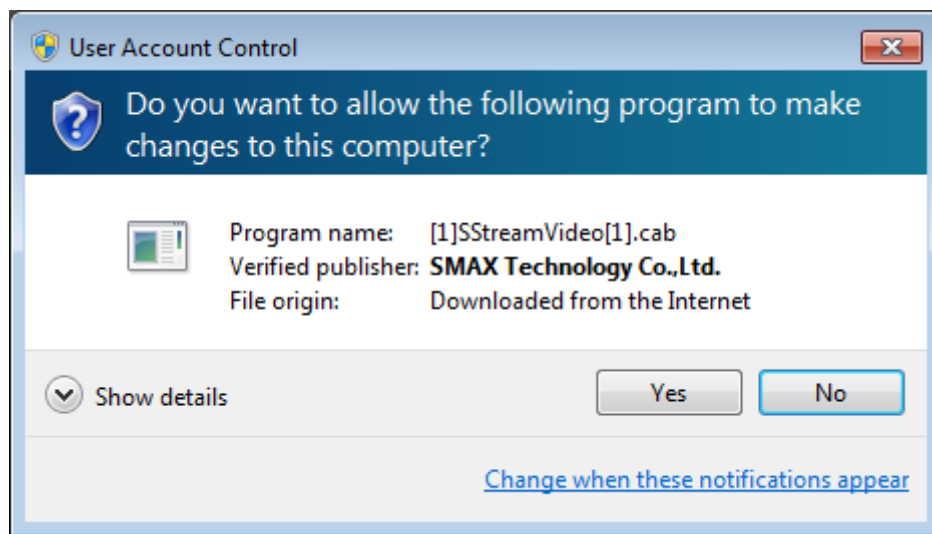 User Account Control
Do you want to allow the following program to make
changes to this computer?
Program name: [1]SStreamVideo[1].cab
Verified publisher: SMAX Technology Co.,Ltd.
File origin: Downloaded from the Internet
Show details
Yes
No
Change when these notifications appear